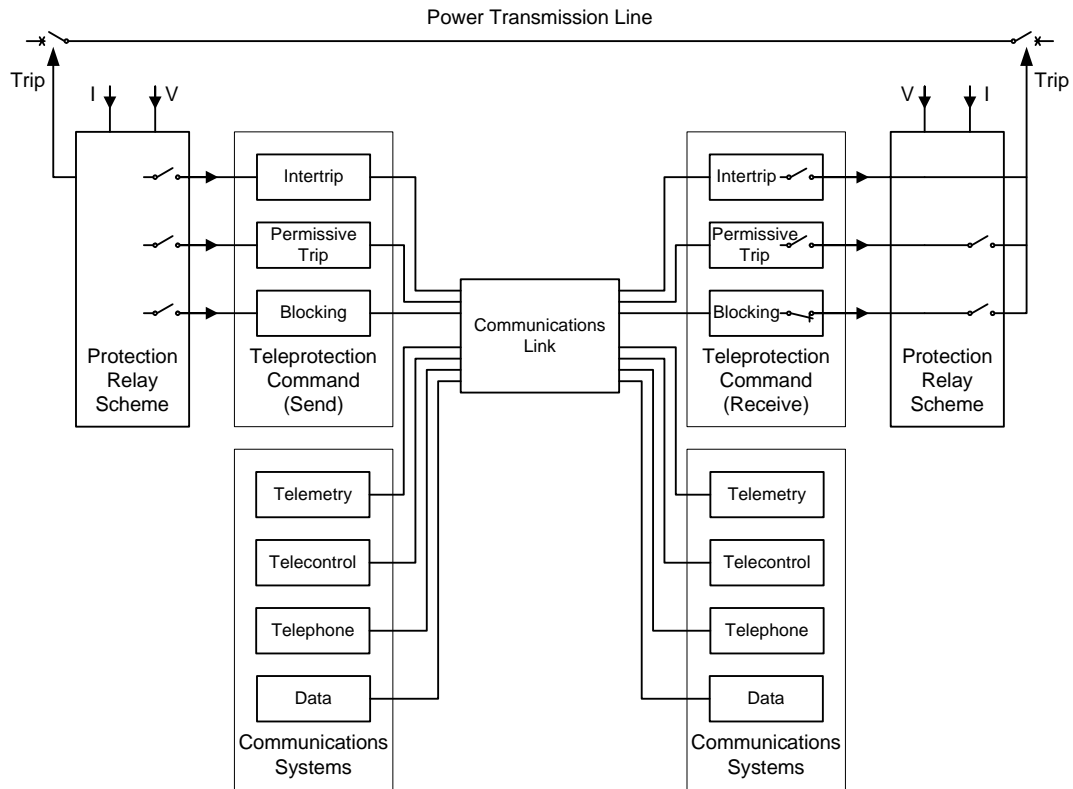 Power Transmission Line
Trip
Trip
I
V
V
I
Intertrip
Permissive
Trip
Blocking
Protection
Relay
Scheme
Teleprotection
Command
(Send)
Communications
Link
Intertrip
Permissive
Trip
Blocking
Teleprotection
Command
(Receive)
Protection
Relay
Scheme
Telemetry
Telecontrol
Telephone
Data
Communications
Systems
Telemetry
Telecontrol
Telephone
Data
Communications
Systems